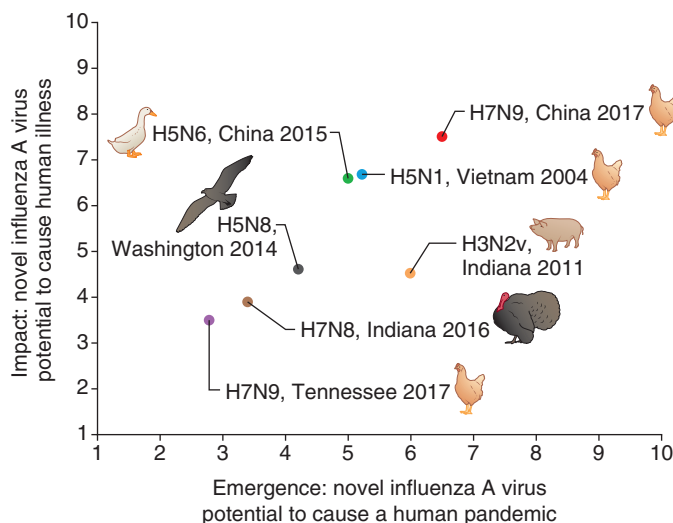 Impact: novel influenza A virus
potential to cause human illness
10
9
8
7
6
5
4
3
2
1
H7N9, China 2017
H5N6, China 2015
H5N1, Vietnam 2004
H5N8,
Washington 2014
H3N2v,
Indiana 2011
H7N8, Indiana 2016
H7N9, Tennessee 2017
1 2 3 4 5 6 7 8 9 10
Emergence: novel influenza A virus
potential to cause a human pandemic